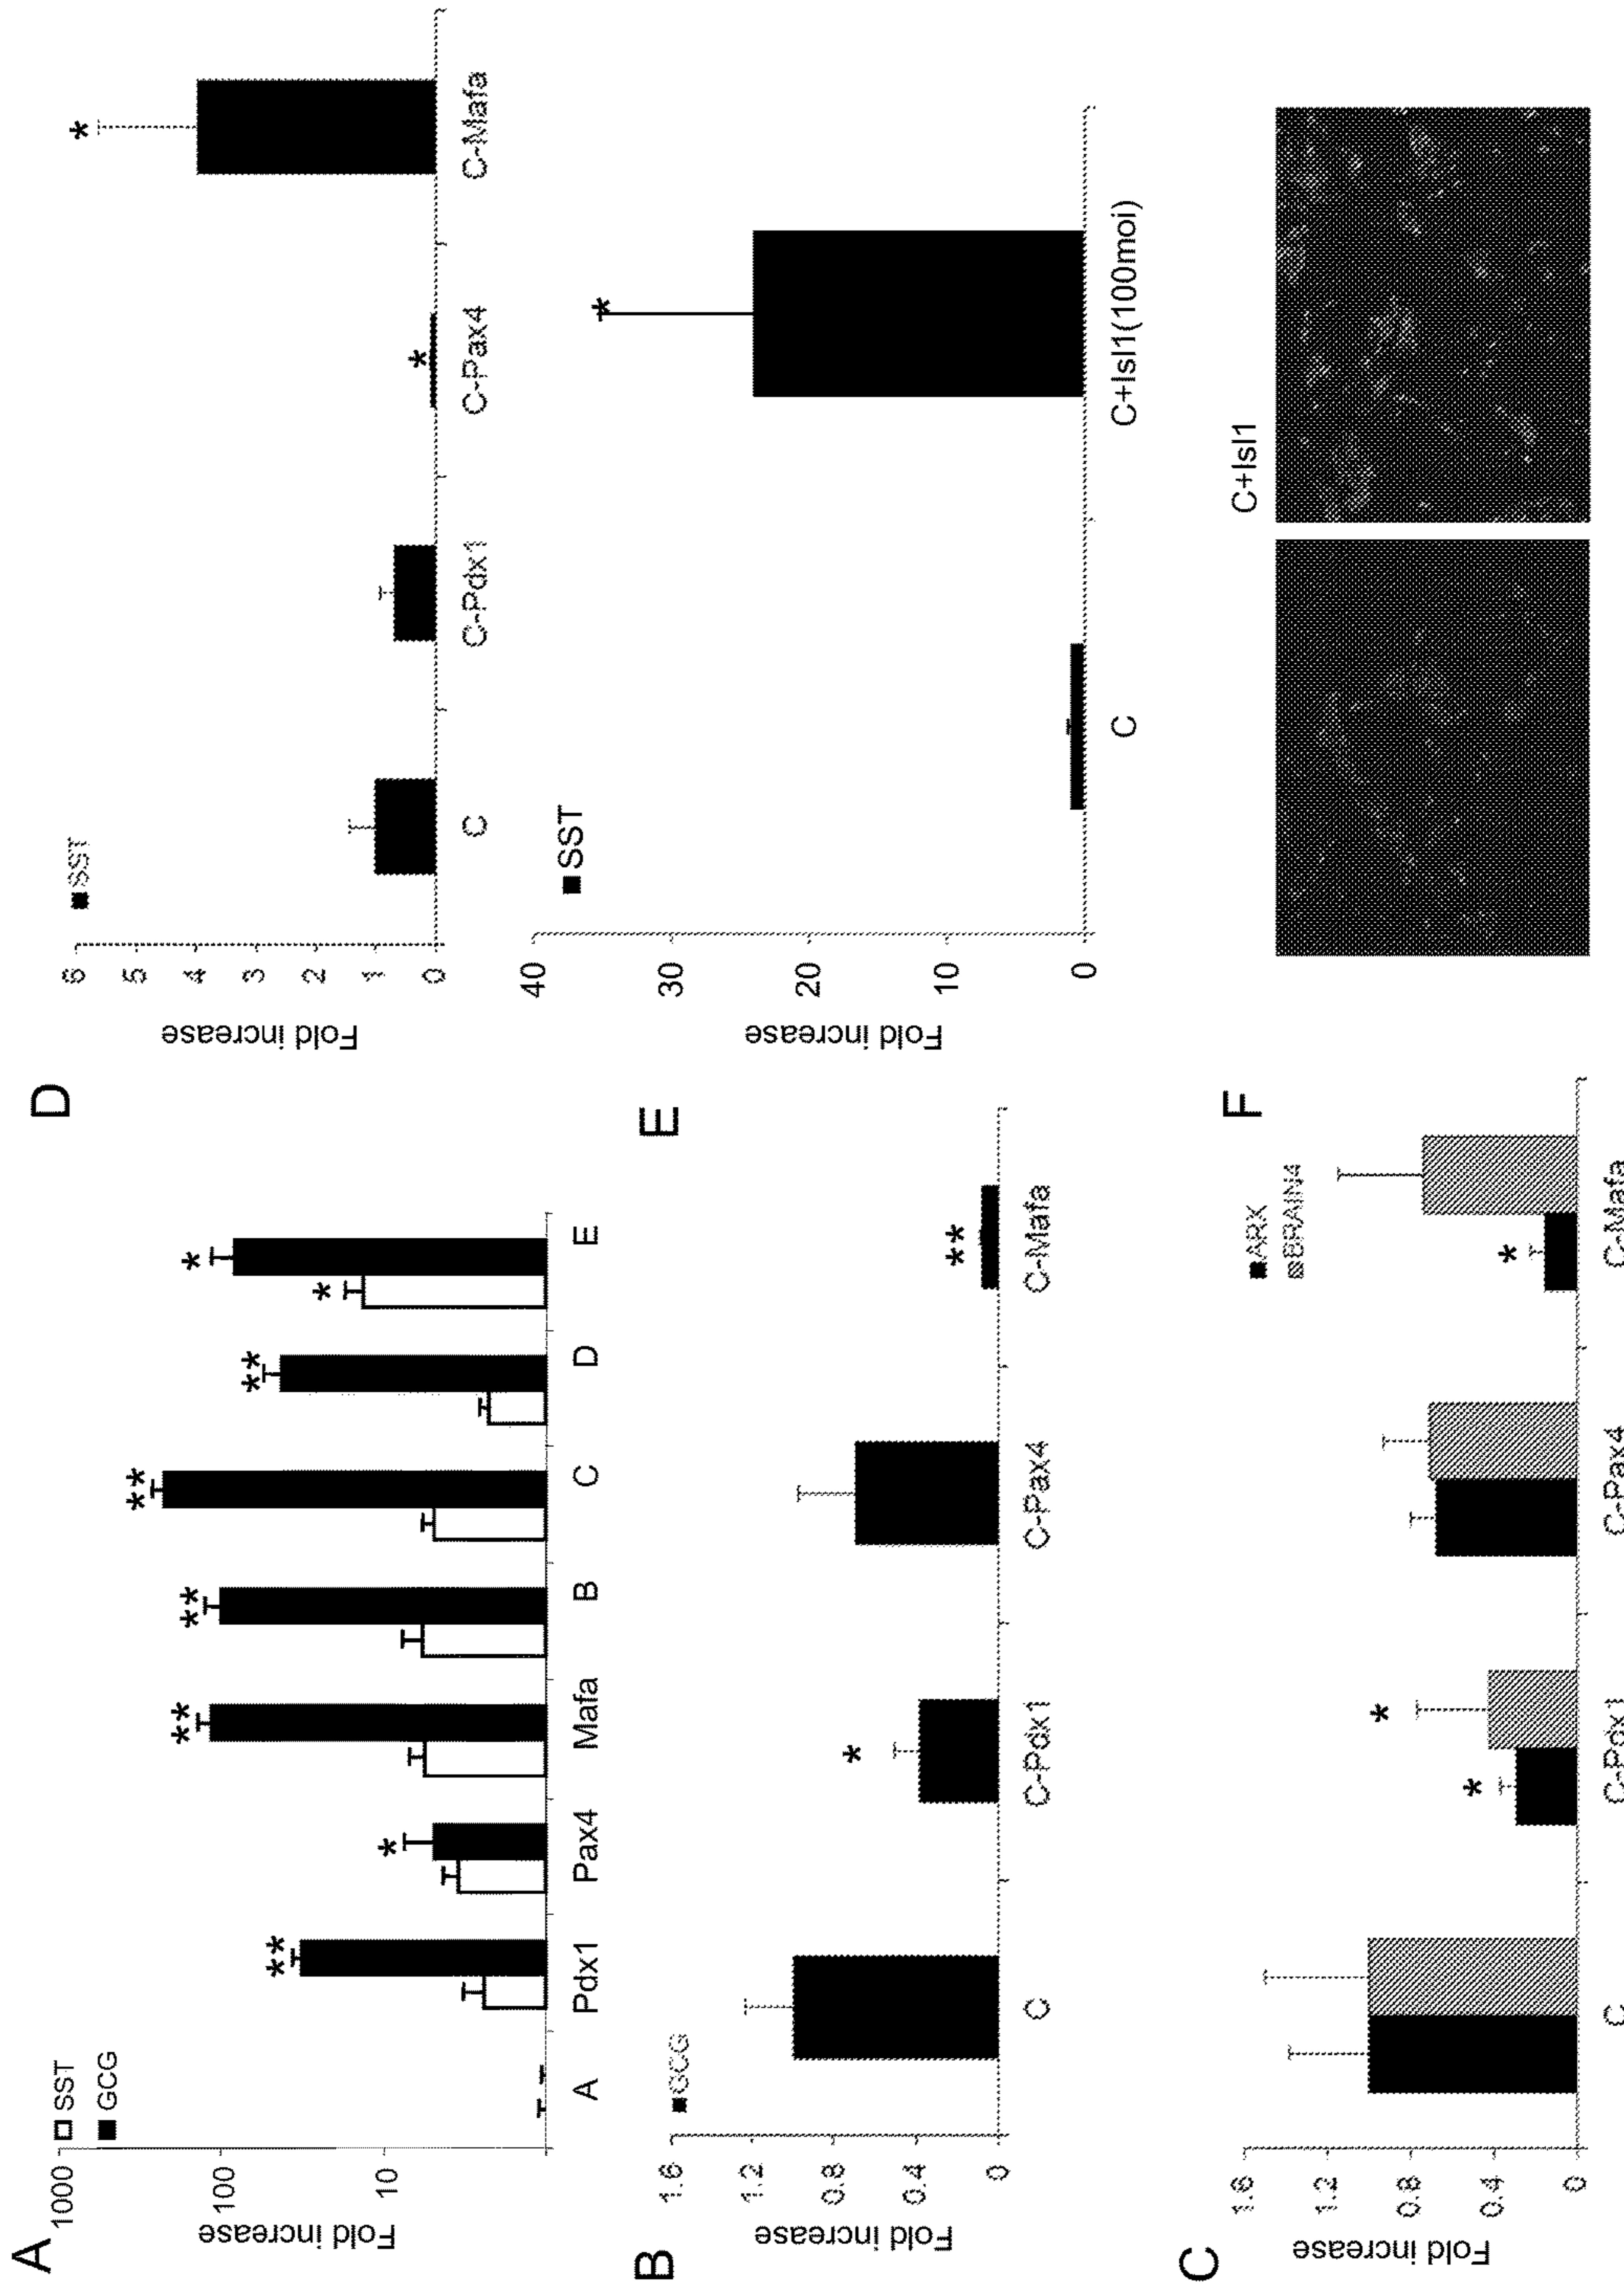 A
SST
GCG
Fold increase
1000
100
10
A Pdx1 Pax4 Mafa B C D E
** * ** ** ** ** * *
B
GCG
Fold increase
1.6
1.2
0.8
0.4
0
C C-Pdx1 C-Pax4 C-Mafa
* **
C
ARX
BRAIN4
Fold increase
1.6
1.2
0.8
0.4
0
C C-Pdx1 C-Pax4 C-Mafa
* * *
D
SST
Fold increase
6
5
4
3
2
1
0
C C-Pdx1 C-Pax4 C-Mafa
* *
E
SST
Fold increase
40
30
20
10
0
C C+Isl1(100moi)
*
F
C+Isl1